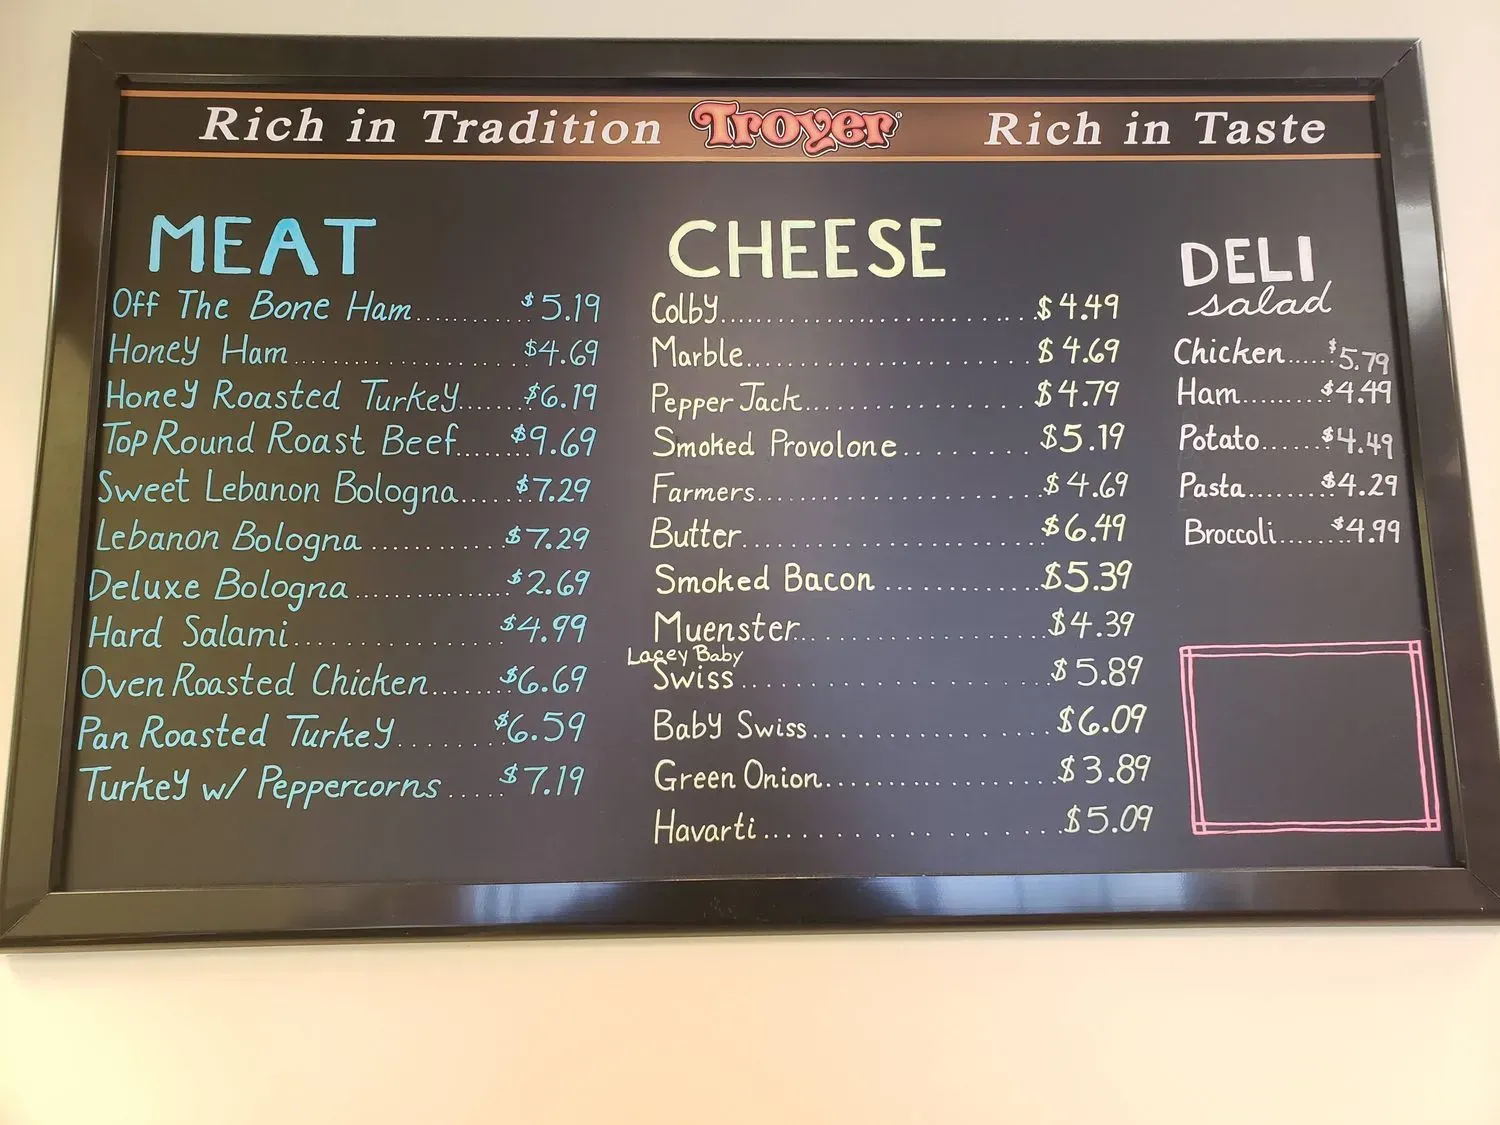 Rich in Tradition Troyer® Rich in Taste
MEAT
Off The Bone Ham.............$5.19
Honey Ham.......................$4.69
Honey Roasted Turkey.......$6.19
Top Round Roast Beef.......$9.69
Sweet Lebanon Bologna.....$7.29
Lebanon Bologna.............$7.29
Deluxe Bologna...............$2.69
Hard Salami.....................$4.99
Oven Roasted Chicken.......$6.69
Pan Roasted Turkey.........$6.59
Turkey w/ Peppercorns.....$7.19
CHEESE
Colby...............................$4.49
Marble.............................$4.69
Pepper Jack.....................$4.79
Smoked Provolone.........$5.19
Farmers...........................$4.69
Butter.............................$6.49
Smoked Bacon...............$5.39
Muenster.......................$4.39
Lacey Baby
Swiss.............................$5.89
Baby Swiss.....................$6.09
Green Onion...................$3.89
Havarti...........................$5.09
DELI
salad
Chicken.....$5.79
Ham.........$4.49
Potato.......$4.49
Pasta.........$4.29
Broccoli.......$4.99